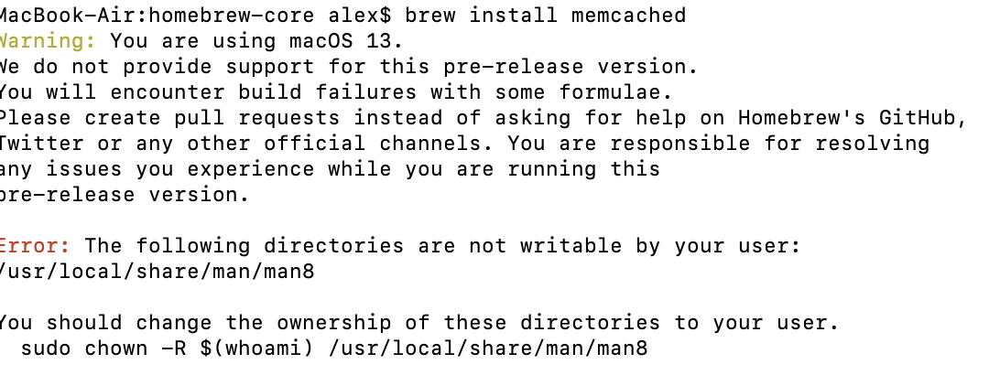 MacBook-Air:homebrew-core alex$ brew install memcached
Warning: You are using macOS 13.
We do not provide support for this pre-release version.
You will encounter build failures with some formulae.
Please create pull requests instead of asking for help on Homebrew's GitHub,
Twitter or any other official channels. You are responsible for resolving
any issues you experience while you are running this
pre-release version.
Error: The following directories are not writable by your user:
/usr/local/share/man/man8
You should change the ownership of these directories to your user.
sudo chown -R $(whoami) /usr/local/share/man/man8